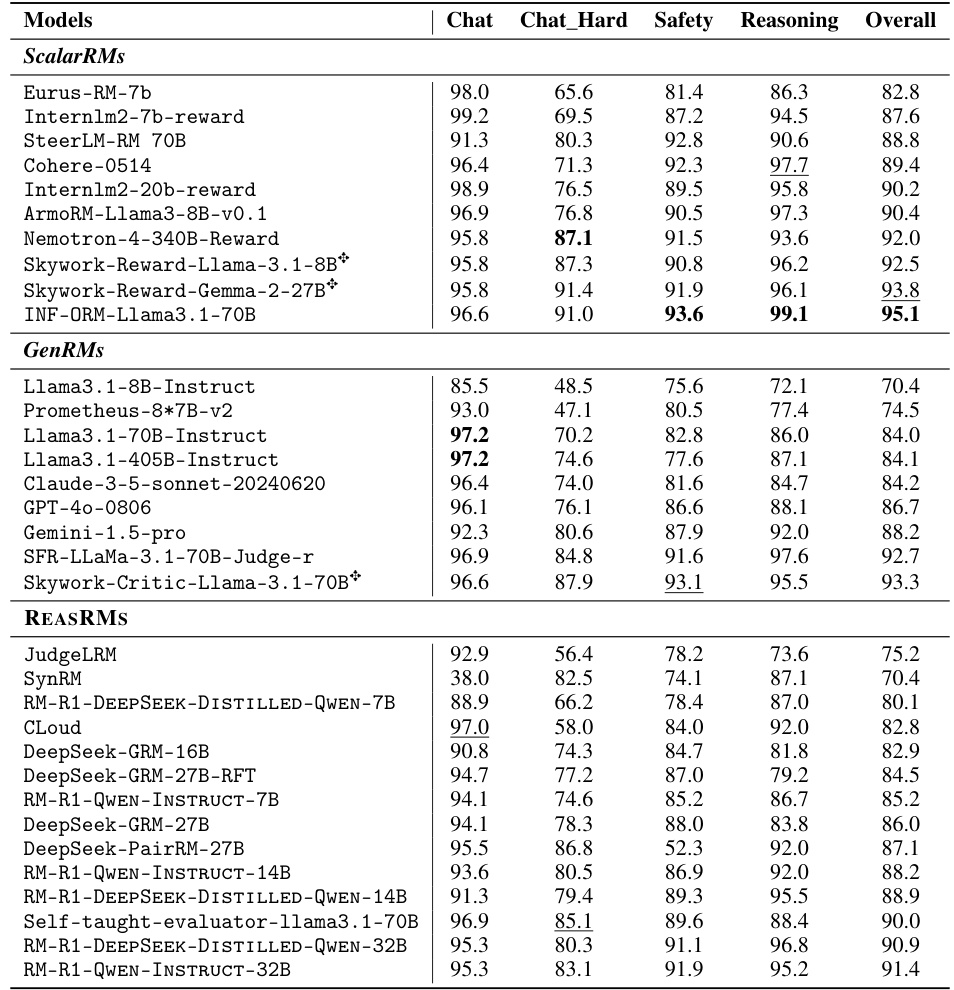 Models Chat Chat_Hard Safety Reasoning Overall
ScalarRMs
Eurus-RM-7b 98.0 65.6 81.4 86.3 82.8
Internlm2-7b-reward 99.2 69.5 87.2 94.5 87.6
SteerLM-RM 70B 91.3 80.3 92.8 90.6 88.8
Cohere-0514 96.4 71.3 92.3 97.7 89.4
Internlm2-20b-reward 98.9 76.5 89.5 95.8 90.2
ArmoRM-Llama3-8B-v0.1 96.9 76.8 90.5 97.3 90.4
Nemotron-4-340B-Reward 95.8 87.1 91.5 93.6 92.0
Skywork-Reward-Llama-3.1-8B✥ 95.8 87.3 90.8 96.2 92.5
Skywork-Reward-Gemma-2-27B✥ 95.8 91.4 91.9 96.1 93.8
INF-ORM-Llama3.1-70B 96.6 91.0 93.6 99.1 95.1
GenRMs
Llama3.1-8B-Instruct 85.5 48.5 75.6 72.1 70.4
Prometheus-8*7B-v2 93.0 47.1 80.5 77.4 74.5
Llama3.1-70B-Instruct 97.2 70.2 82.8 86.0 84.0
Llama3.1-405B-Instruct 97.2 74.6 77.6 87.1 84.1
Claude-3-5-sonnet-20240620 96.4 74.0 81.6 84.7 84.2
GPT-4o-0806 96.1 76.1 86.6 88.1 86.7
Gemini-1.5-pro 92.3 80.6 87.9 92.0 88.2
SFR-LLaMa-3.1-70B-Judge-r 96.9 84.8 91.6 97.6 92.7
Skywork-Critic-Llama-3.1-70B✥ 96.6 87.9 93.1 95.5 93.3
REASRMS
JudgeLRM 92.9 56.4 78.2 73.6 75.2
SynRM 38.0 82.5 74.1 87.1 70.4
RM-R1-DEEPSEEK-DISTILLED-QWEN-7B 88.9 66.2 78.4 87.0 80.1
CLoud 97.0 58.0 84.0 92.0 82.8
DeepSeek-GRM-16B 90.8 74.3 84.7 81.8 82.9
DeepSeek-GRM-27B-RFT 94.7 77.2 87.0 79.2 84.5
RM-R1-QWEN-INSTRUCT-7B 94.1 74.6 85.2 86.7 85.2
DeepSeek-GRM-27B 94.1 78.3 88.0 83.8 86.0
DeepSeek-PairRM-27B 95.5 86.8 52.3 92.0 87.1
RM-R1-QWEN-INSTRUCT-14B 93.6 80.5 86.9 92.0 88.2
RM-R1-DEEPSEEK-DISTILLED-QWEN-14B 91.3 79.4 89.3 95.5 88.9
Self-taught-evaluator-llama3.1-70B 96.9 85.1 89.6 88.4 90.0
RM-R1-DEEPSEEK-DISTILLED-QWEN-32B 95.3 80.3 91.1 96.8 90.9
RM-R1-QWEN-INSTRUCT-32B 95.3 83.1 91.9 95.2 91.4